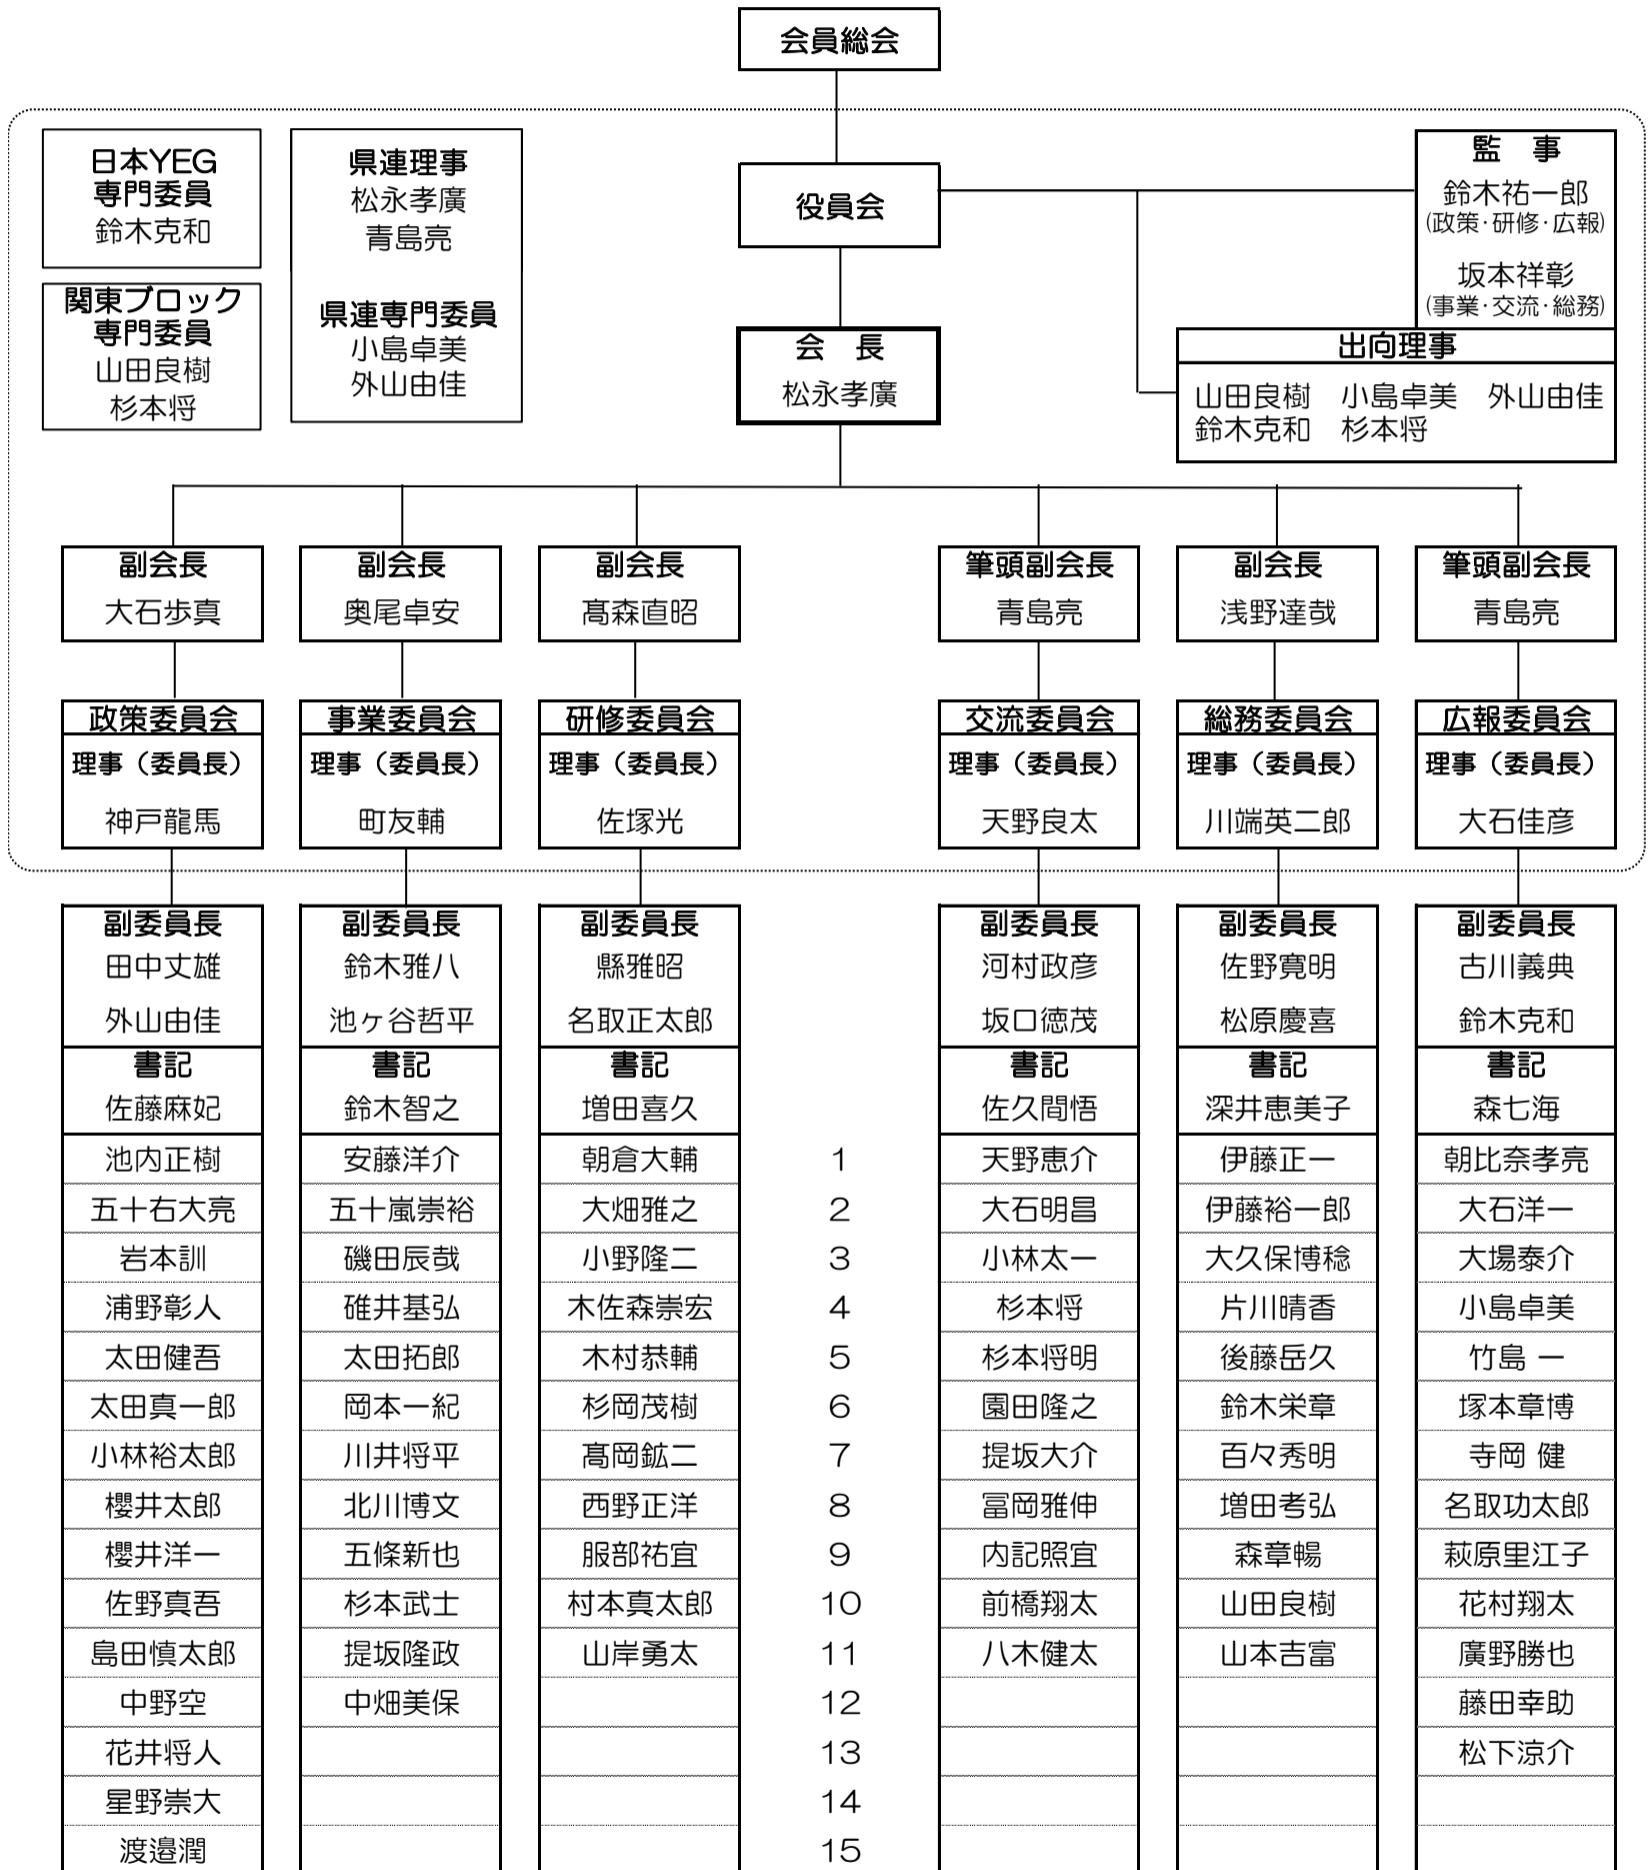 会員総会
日本YEG
専門委員
鈴木克和
関東ブロック
専門委員
山田良樹
杉本将
県連理事
松永孝廣
青島亮
県連専門委員
小島卓美
外山由佳
役員会
会　長
松永孝廣
監　事
鈴木祐一郎
(政策・研修・広報)
坂本祥彰
(事業・交流・総務)
出向理事
山田良樹　小島卓美　外山由佳
鈴木克和　杉本将
副会長 副会長 副会長 筆頭副会長 副会長 筆頭副会長
大石歩真 奥尾卓安 髙森直昭 青島亮 浅野達哉 青島亮
政策委員会 事業委員会 研修委員会 交流委員会 総務委員会 広報委員会
理事（委員長） 理事（委員長） 理事（委員長） 理事（委員長） 理事（委員長） 理事（委員長）
神戸龍馬 町友輔 佐塚光 天野良太 川端英二郎 大石佳彦
副委員長 副委員長 副委員長 副委員長 副委員長 副委員長
田中丈雄 鈴木雅八 縣雅昭 河村政彦 佐野寛明 古川義典
外山由佳 池ヶ谷哲平 名取正太郎 坂口徳茂 松原慶喜 鈴木克和
書記 書記 書記 書記 書記 書記
佐藤麻妃 鈴木智之 増田喜久 佐久間悟 深井恵美子 森七海
池内正樹 安藤洋介 朝倉大輔 1 天野恵介 伊藤正一 朝比奈孝亮
五十右大亮 五十嵐崇裕 大畑雅之 2 大石明昌 伊藤裕一郎 大石洋一
岩本訓 磯田辰哉 小野隆二 3 小林太一 大久保博稔 大場泰介
浦野彰人 碓井基弘 木佐森崇宏 4 杉本将 片川晴香 小島卓美
太田健吾 太田拓郎 木村恭輔 5 杉本将明 後藤岳久 竹島 一
太田真一郎 岡本一紀 杉岡茂樹 6 園田隆之 鈴木栄章 塚本章博
小林裕太郎 川井将平 髙岡鉱二 7 提坂大介 百々秀明 寺岡 健
櫻井太郎 北川博文 西野正洋 8 冨岡雅伸 増田考弘 名取功太郎
櫻井洋一 五條新也 服部祐宜 9 内記照宜 森章暢 萩原里江子
佐野真吾 杉本武士 村本真太郎 10 前橋翔太 山田良樹 花村翔太
島田慎太郎 提坂隆政 山岸勇太 11 八木健太 山本吉富 廣野勝也
中野空 中畑美保 12 藤田幸助
花井将人 13 松下涼介
星野崇大 14
渡邉潤 15